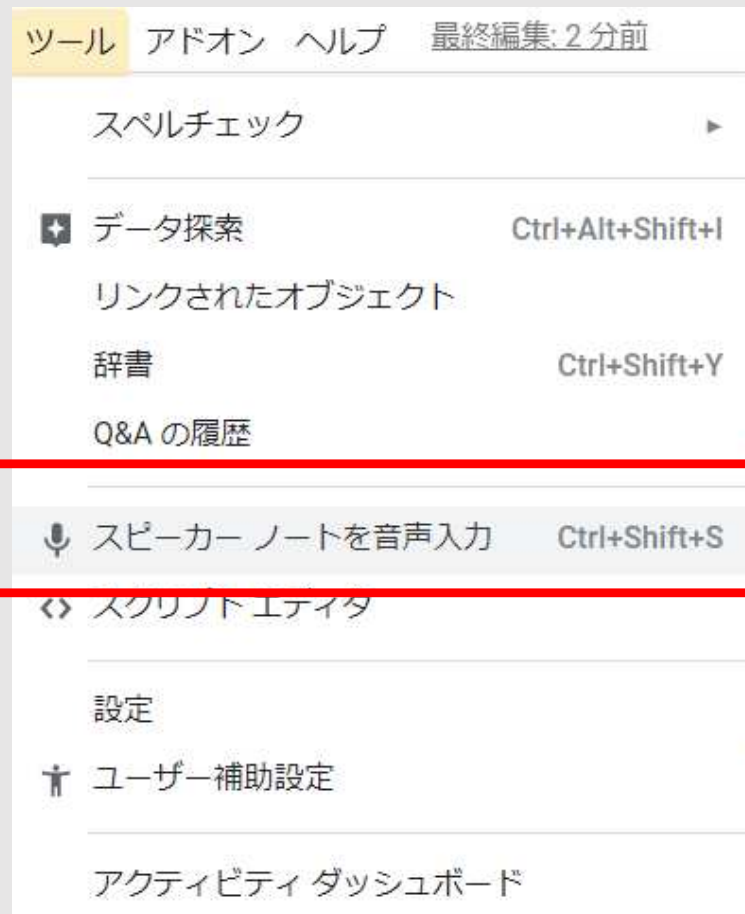 ツール アドオン ヘルプ 最終編集: 2 分前
スペルチェック
データ探索 Ctrl+Alt+Shift+I
リンクされたオブジェクト
辞書 Ctrl+Shift+Y
Q&A の履歴
スピーカー ノートを音声入力 Ctrl+Shift+S
スクリプト エディタ
設定
ユーザー補助設定
アクティビティ ダッシュボード